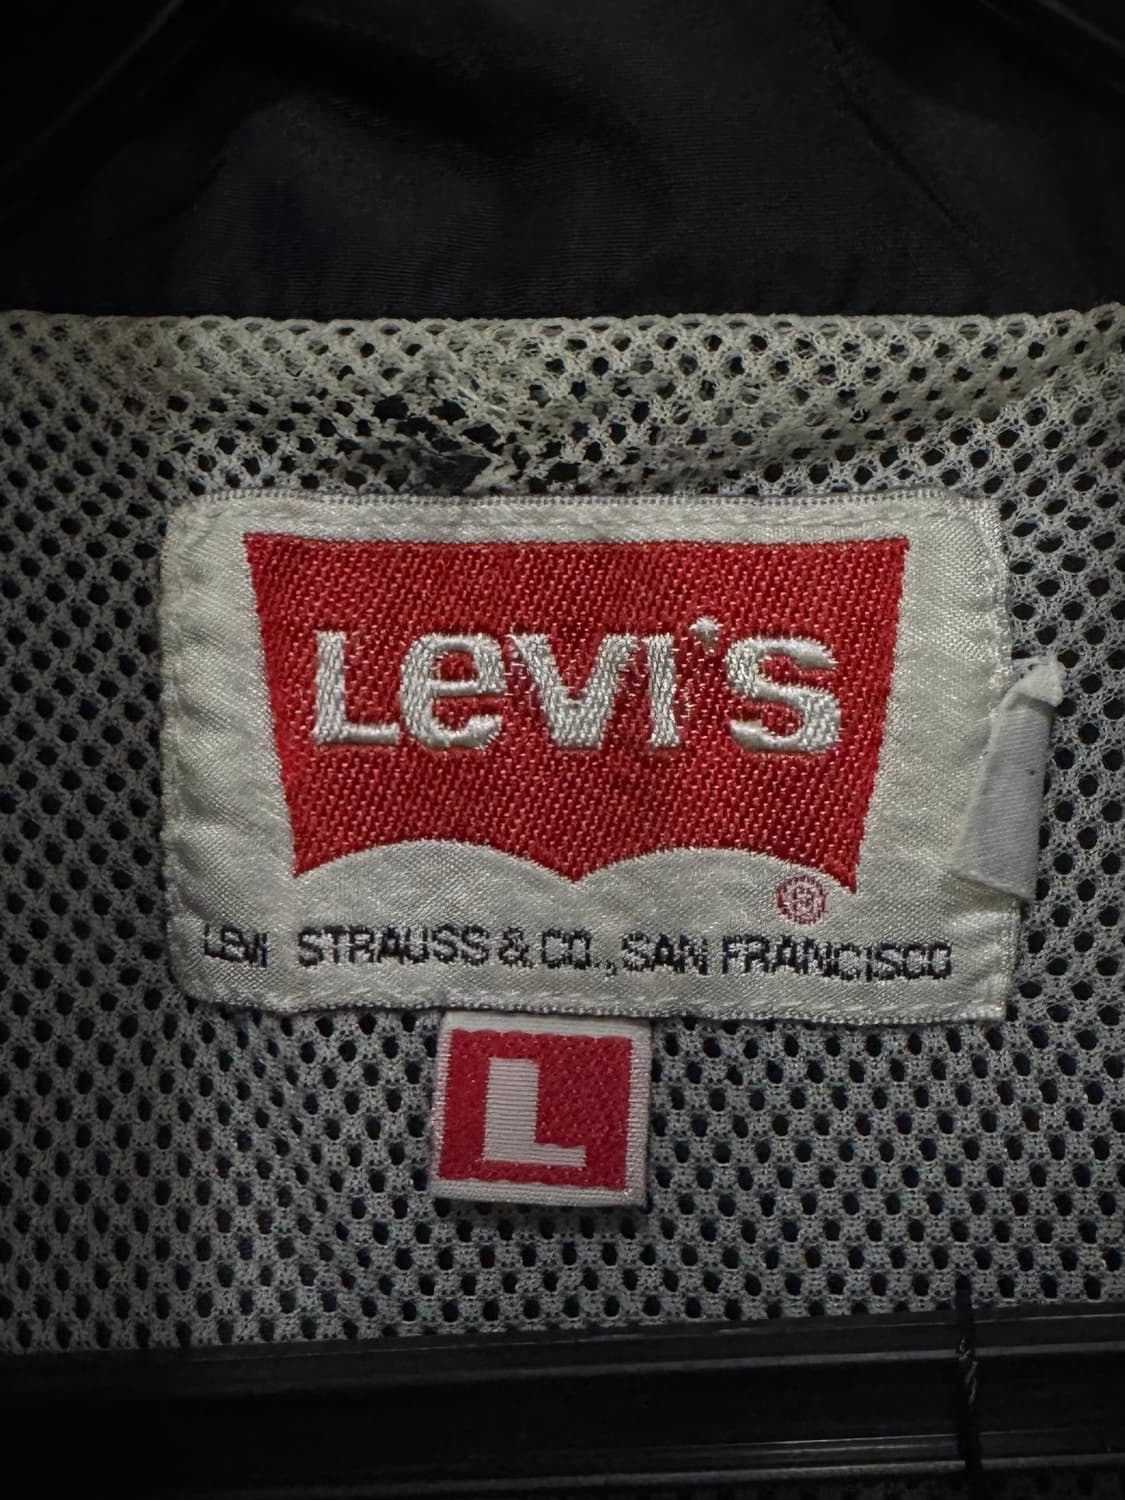 Levi's
®
LEVI STRAUSS & CO., SAN FRANCISCO
L